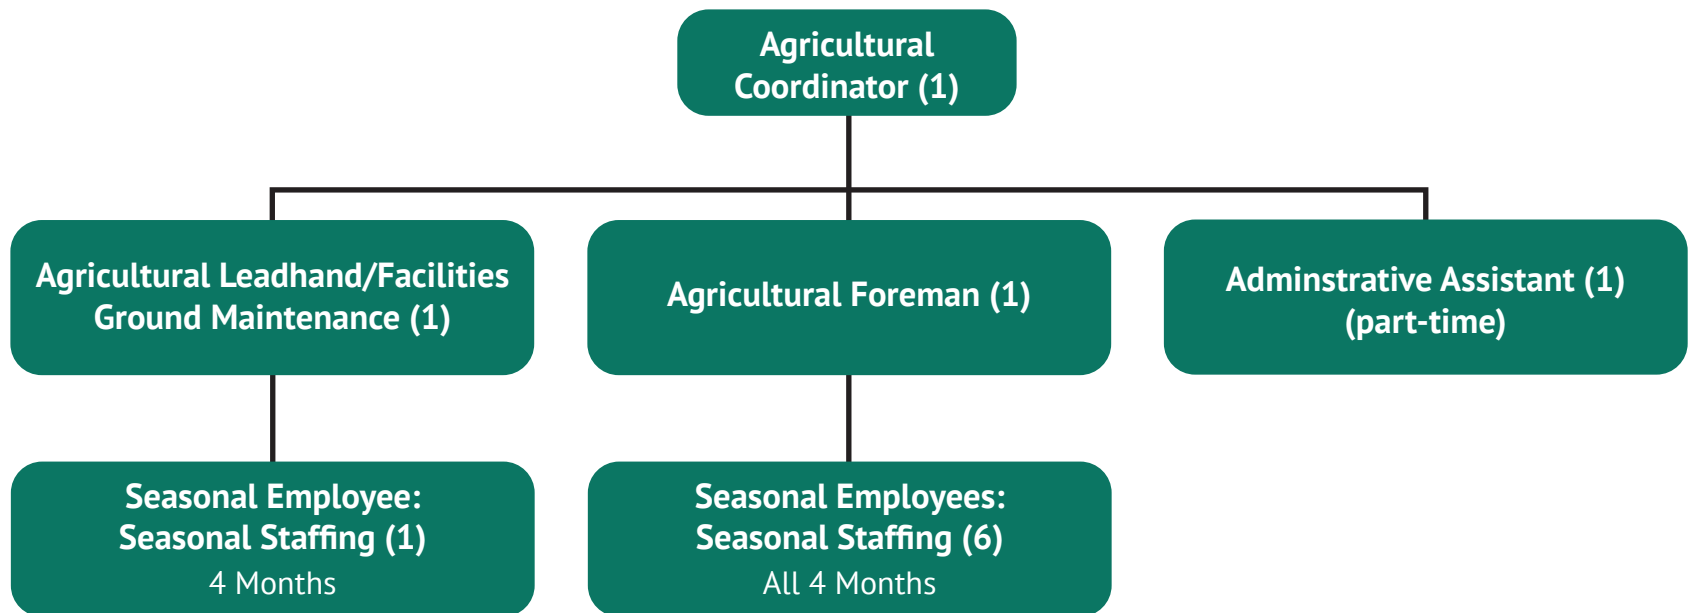 Agricultural
Coordinator (1)
Agricultural Leadhand/Facilities
Ground Maintenance (1)
Agricultural Foreman (1)
Adminstrative Assistant (1)
(part-time)
Seasonal Employee:
Seasonal Staffing (1)
4 Months
Seasonal Employees:
Seasonal Staffing (6)
All 4 Months